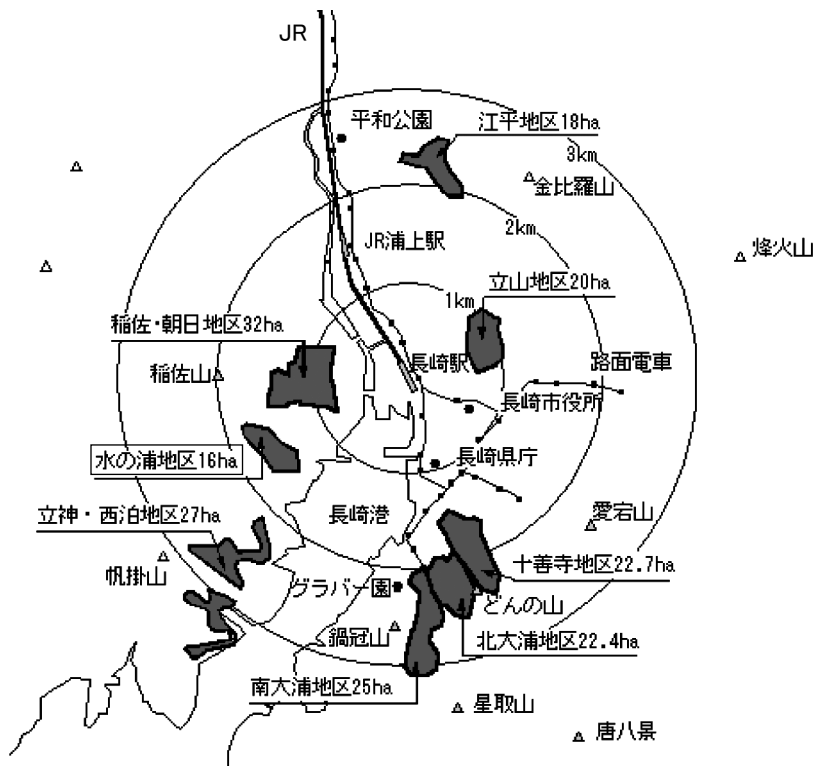 JR
平和公園
江平地区18ha
3km
金比羅山
2km
JR浦上駅
烽火山
立山地区20ha
1km
稲佐・朝日地区32ha
長崎駅
路面電車
稲佐山
長崎市役所
水の浦地区16ha
長崎県庁
立神・西泊地区27ha
長崎港
愛宕山
帆掛山
十善寺地区22.7ha
グラバー園
どんの山
鍋冠山
北大浦地区22.4ha
南大浦地区25ha
星取山
唐八景